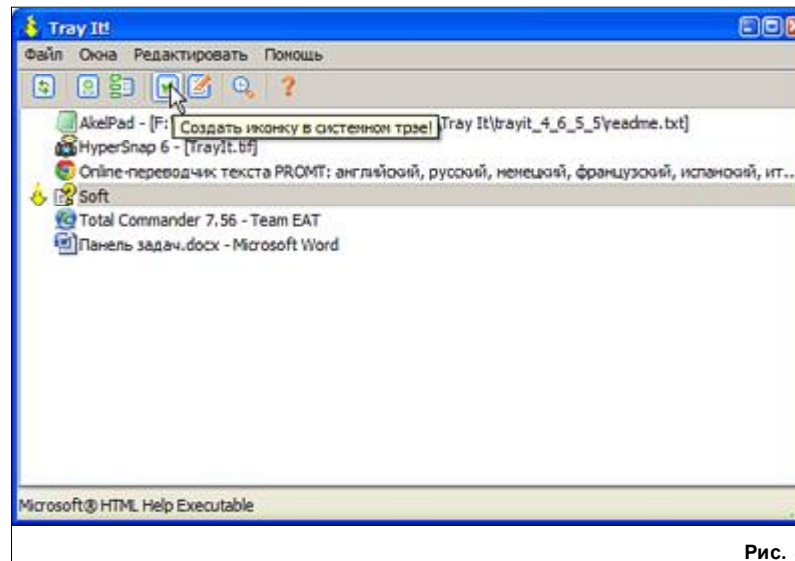 Tray It!
Файл Окна Редактировать Помощь
AkelPad - [F: Создать иконку в системном трэе! Tray It\trayit_4_6_5_5\readme.txt]
HyperSnap 6 - [TrayIt.tif]
Online-переводчик текста PROMT: английский, русский, немецкий, французский, испанский, ит...
Soft
Total Commander 7.56 - Team EAT
Панель задач.docx - Microsoft Word
Microsoft® HTML Help Executable
Рис.